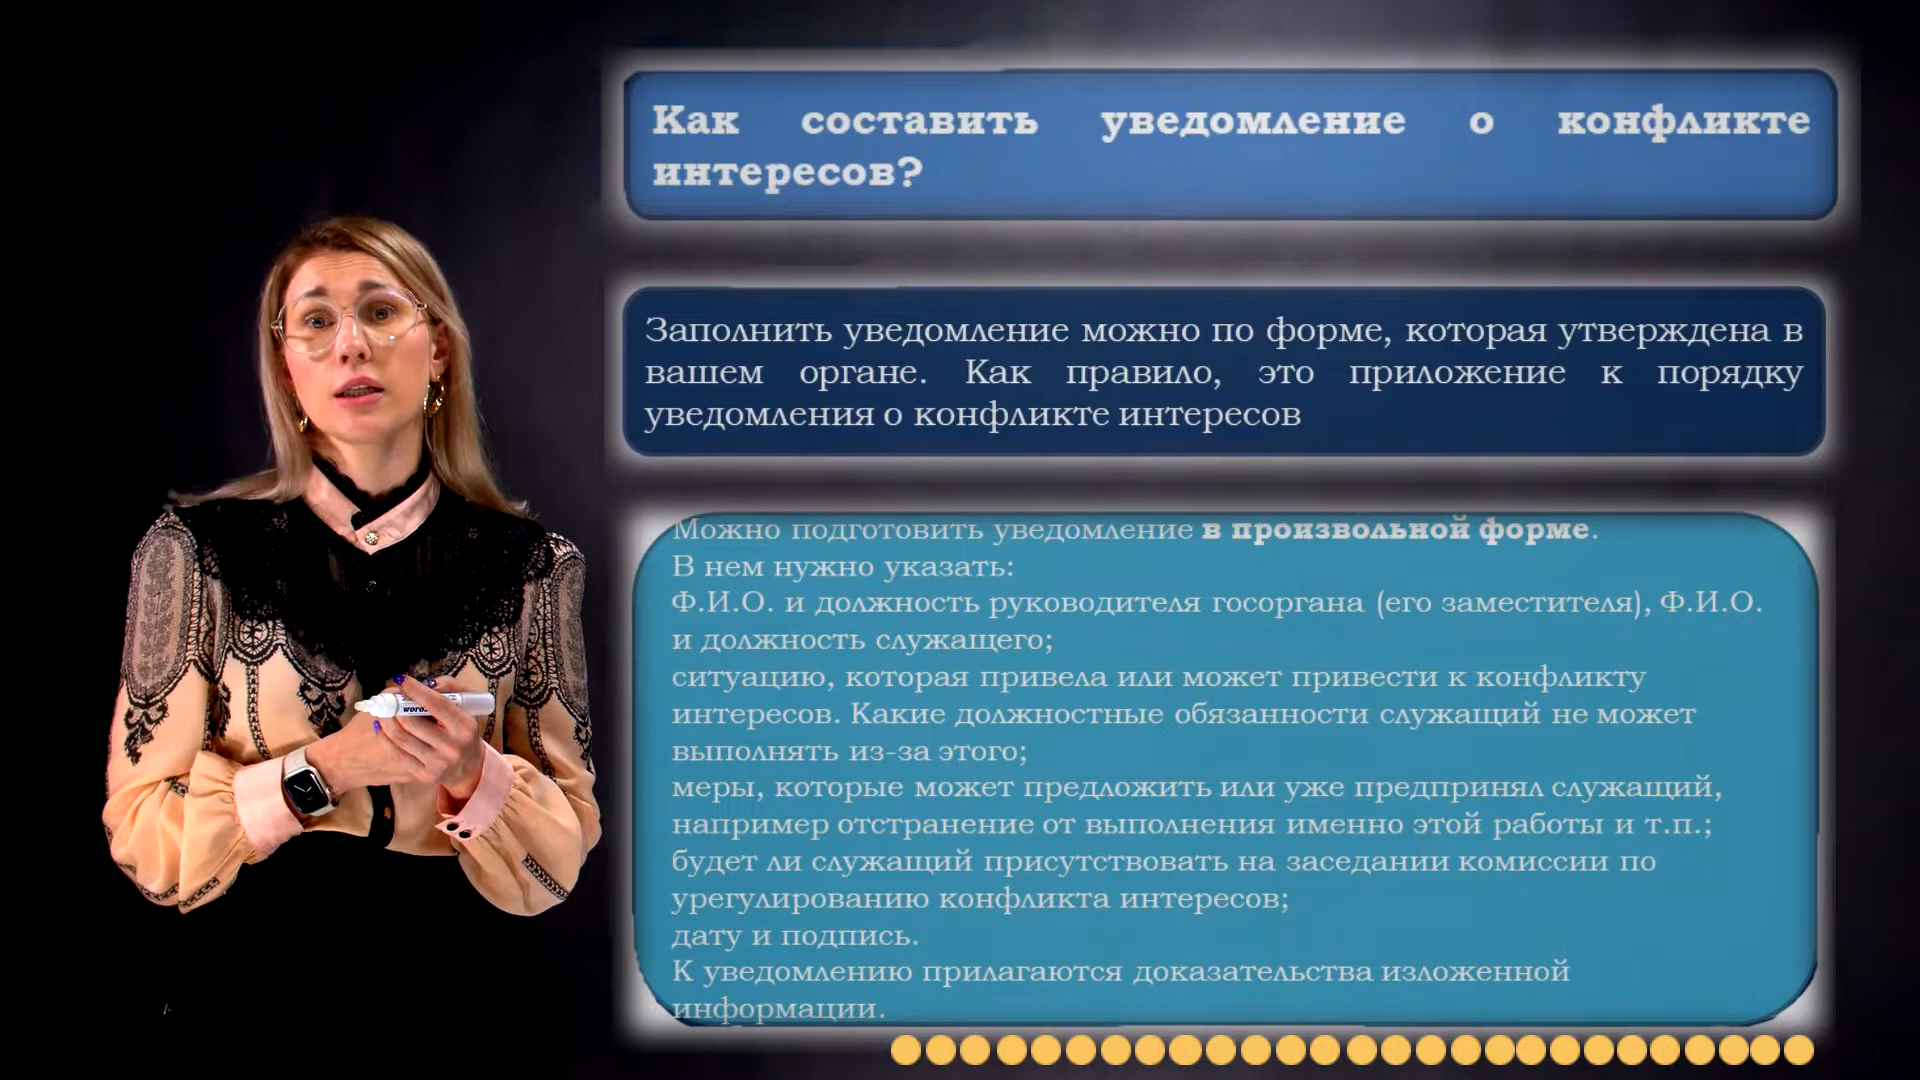 Как составить уведомление о конфликте
интересов?
Заполнить уведомление можно по форме, которая утверждена в
вашем органе. Как правило, это приложение к порядку
уведомления о конфликте интересов
Можно подготовить уведомление в произвольной форме.
В нем нужно указать:
Ф.И.О. и должность руководителя госоргана (его заместителя), Ф.И.О.
и должность служащего;
ситуацию, которая привела или может привести к конфликту
интересов. Какие должностные обязанности служащий не может
выполнять из-за этого;
меры, которые может предложить или уже предпринял служащий,
например отстранение от выполнения именно этой работы и т.п.;
будет ли служащий присутствовать на заседании комиссии по
урегулированию конфликта интересов;
дату и подпись.
К уведомлению прилагаются доказательства изложенной
информации.